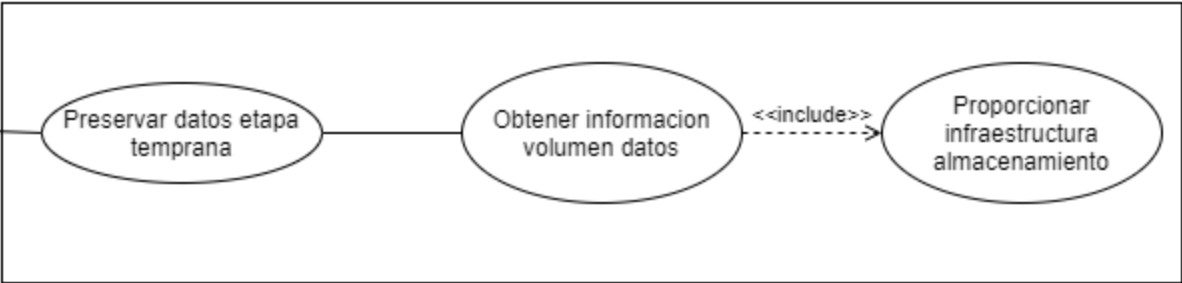 Preservar datos etapa
temprana
Obtener informacion
volumen datos
<<include>>
Proporcionar
infraestructura
almacenamiento